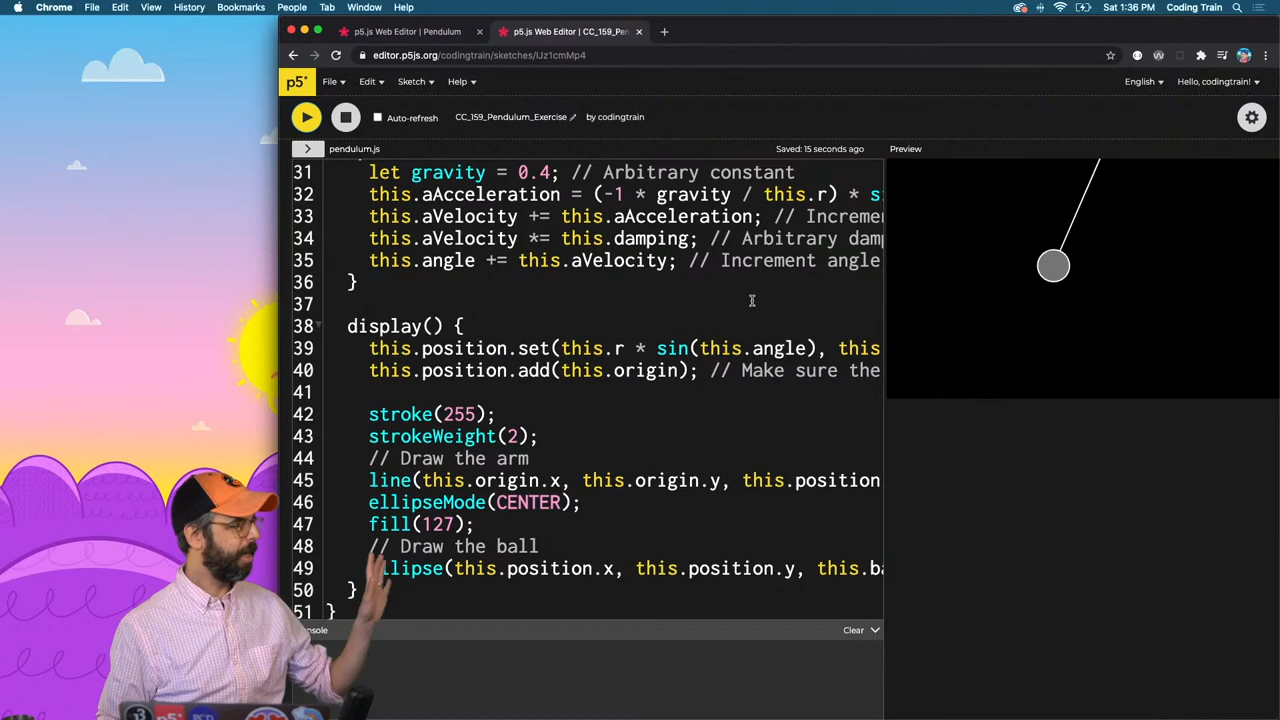 Chrome File Edit View History Bookmarks People Tab Window Help Sat 1:36 PM Coding Train
p5.js Web Editor | Pendulum p5.js Web Editor | CC_159_Pen
editor.p5js.org/codingtrain/sketches/lJz1cmMp4
p5* File Edit Sketch Help English Hello, codingtrain!
Auto-refresh CC_159_Pendulum_Exercise by codingtrain
pendulum.js Saved: 15 seconds ago Preview
31 let gravity = 0.4; // Arbitrary constant
32 this.aAcceleration = (-1 * gravity / this.r) * s
33 this.aVelocity += this.aAcceleration; // Increme
34 this.aVelocity *= this.damping; // Arbitrary dam
35 this.angle += this.aVelocity; // Increment angle
36 }
37
38 display() {
39 this.position.set(this.r * sin(this.angle), this
40 this.position.add(this.origin); // Make sure the
41
42 stroke(255);
43 strokeWeight(2);
44 // Draw the arm
45 line(this.origin.x, this.origin.y, this.position
46 ellipseMode(CENTER);
47 fill(127);
48 // Draw the ball
49 llipse(this.position.x, this.position.y, this.ba
50 }
51 }
onsole Clear
p5*